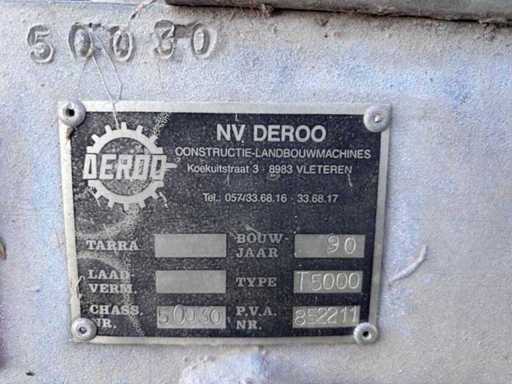 50030
NV DEROO
DEROO
CONSTRUCTIE-LANDBOUWMACHINES
Koekuitstraat 3 - 8983 VLETEREN
Tel.: 057/33.68.16 - 33.68.17
TARRA
BOUW-
JAAR
90
LAAD-
VERM.
TYPE
T5000
CHASS.
NR.
50030
P.V.A.
NR.
852211